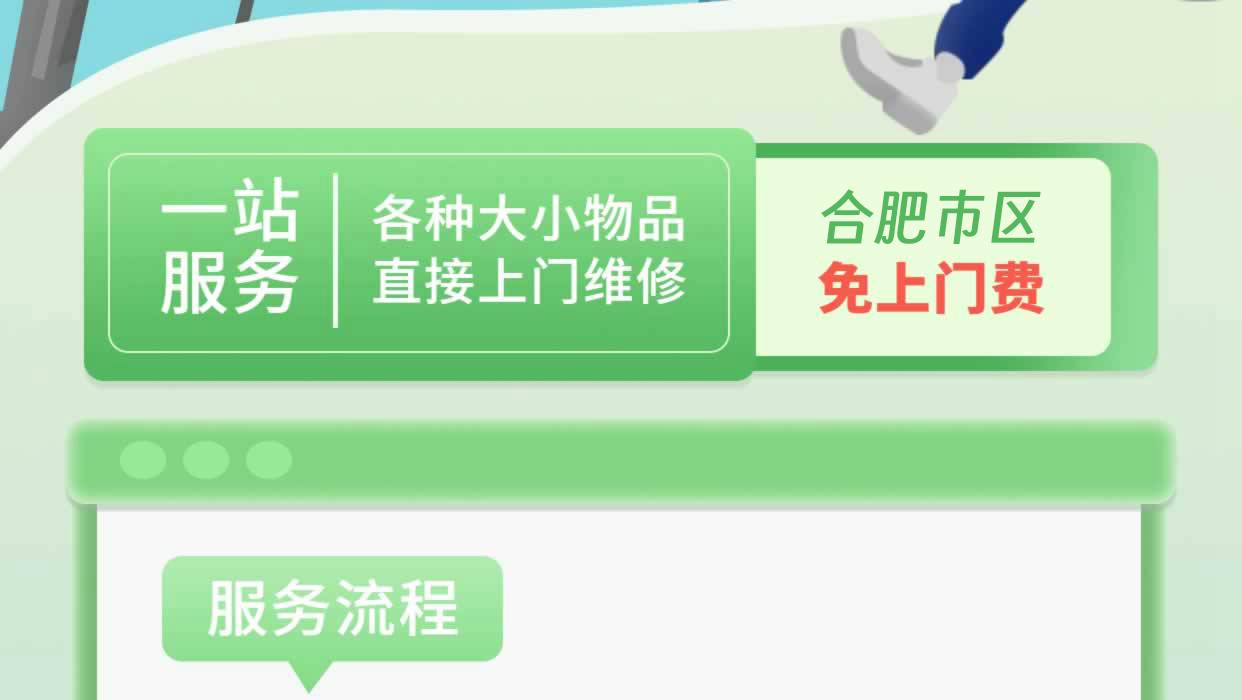 一站
服务
各种大小物品
直接上门维修
合肥市区
免上门费
服务流程